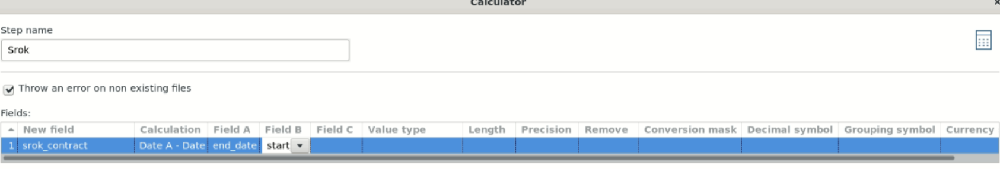 Calculator
Step name
Srok
Throw an error on non existing files
Fields:
New field Calculation Field A Field B Field C Value type Length Precision Remove Conversion mask Decimal symbol Grouping symbol Currency
1 srok_contract Date A - Date end_date start